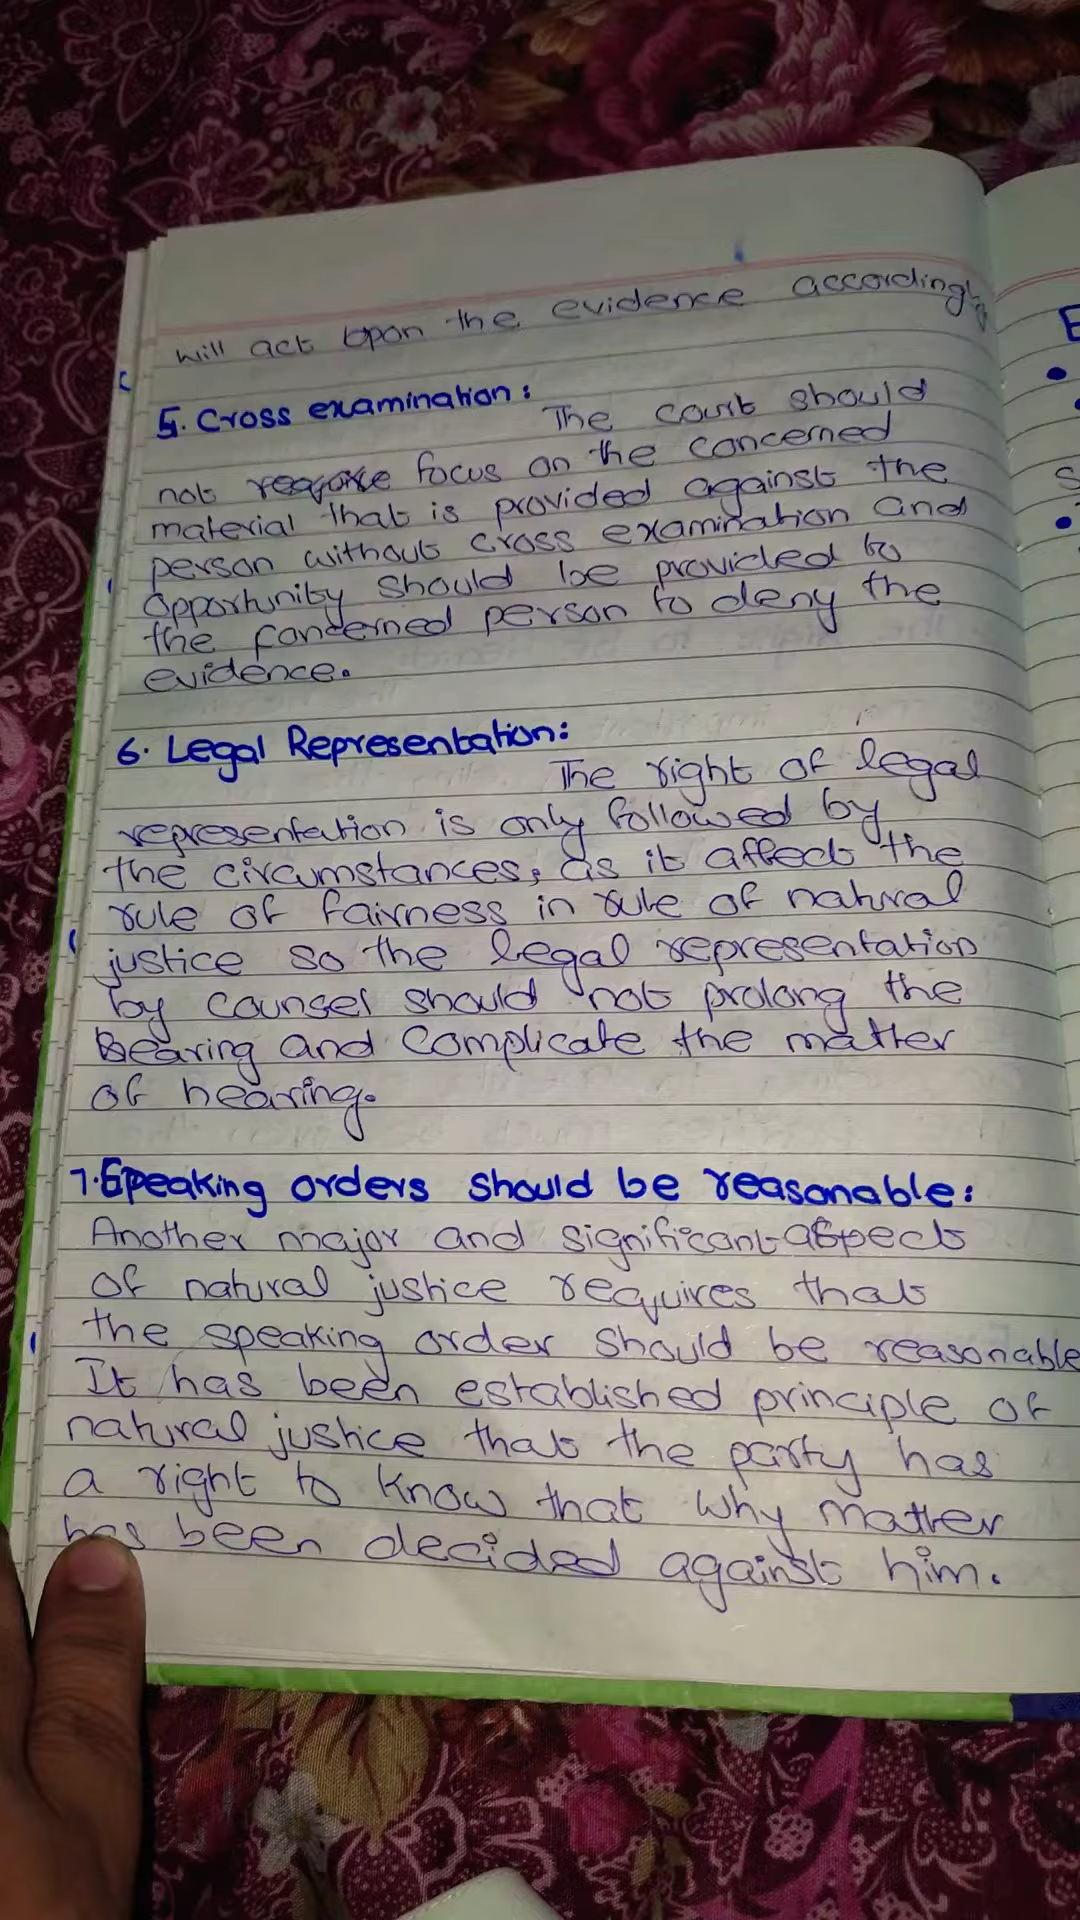 will act upon the evidence accordingly
5. Cross examination:
The court should
not require focus on the concerned
material that is provided against the
person without cross examination and
Opportunity should be provided to
the concerned person to deny the
evidence.
6. Legal Representation:
The right of legal
representation is only followed by
the circumstances, as it affect the
rule of fairness in rule of natural
justice so the legal representation
by counsel should not prolong the
Hearing and Complicate the matter
of hearing.
7. Speaking orders should be reasonable:
Another major and significant aspect
of natural justice requires that
the speaking order should be reasonable
It has been established principle of
natural justice that the party has
a right to know that why matter
has been decided against him.